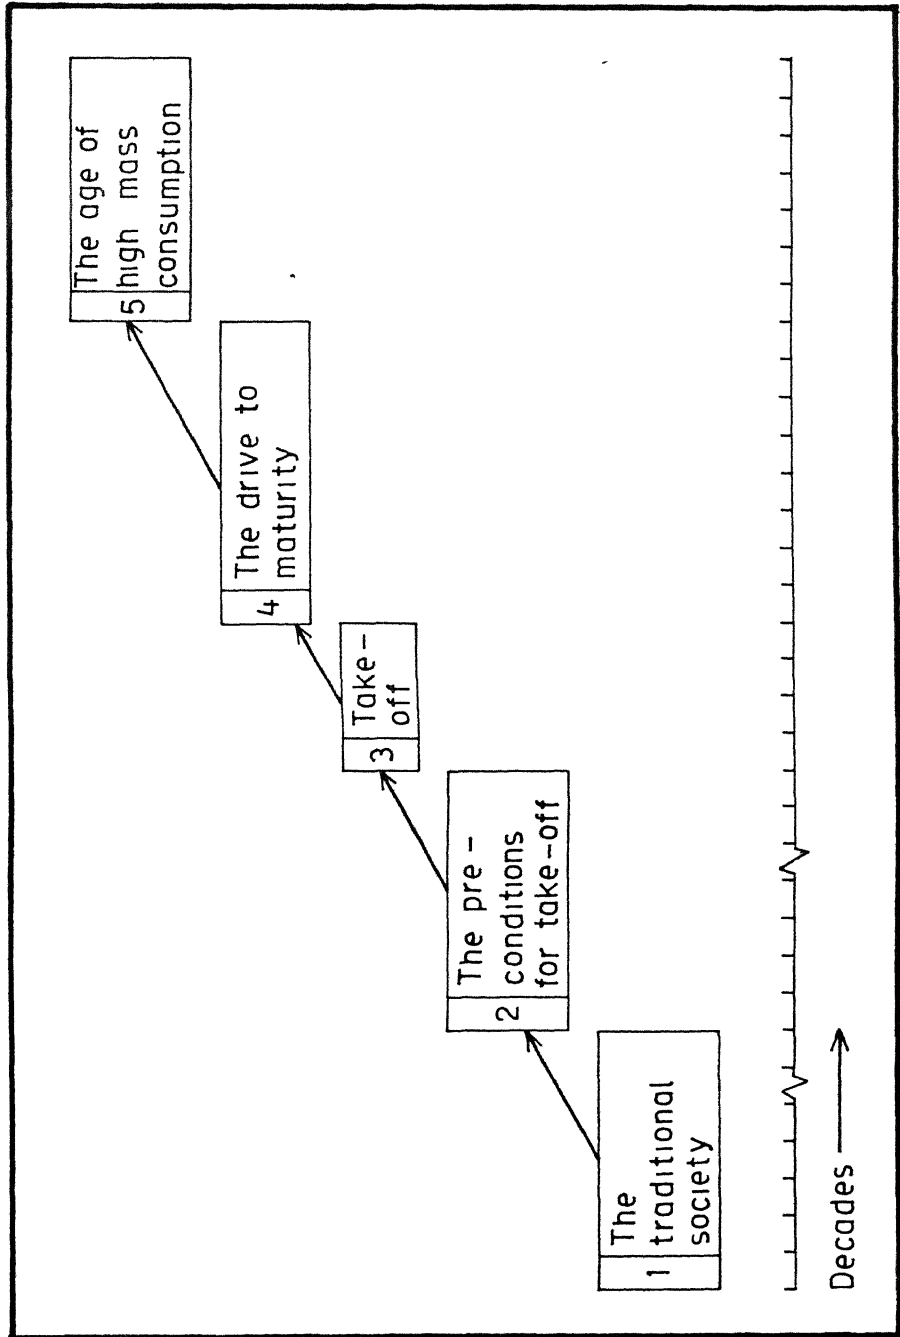 5
The age of
high mass
consumption
4
The drive to
maturity
3
Take-
off
2
The pre-
conditions
for take-off
1
The
traditional
society
Decades